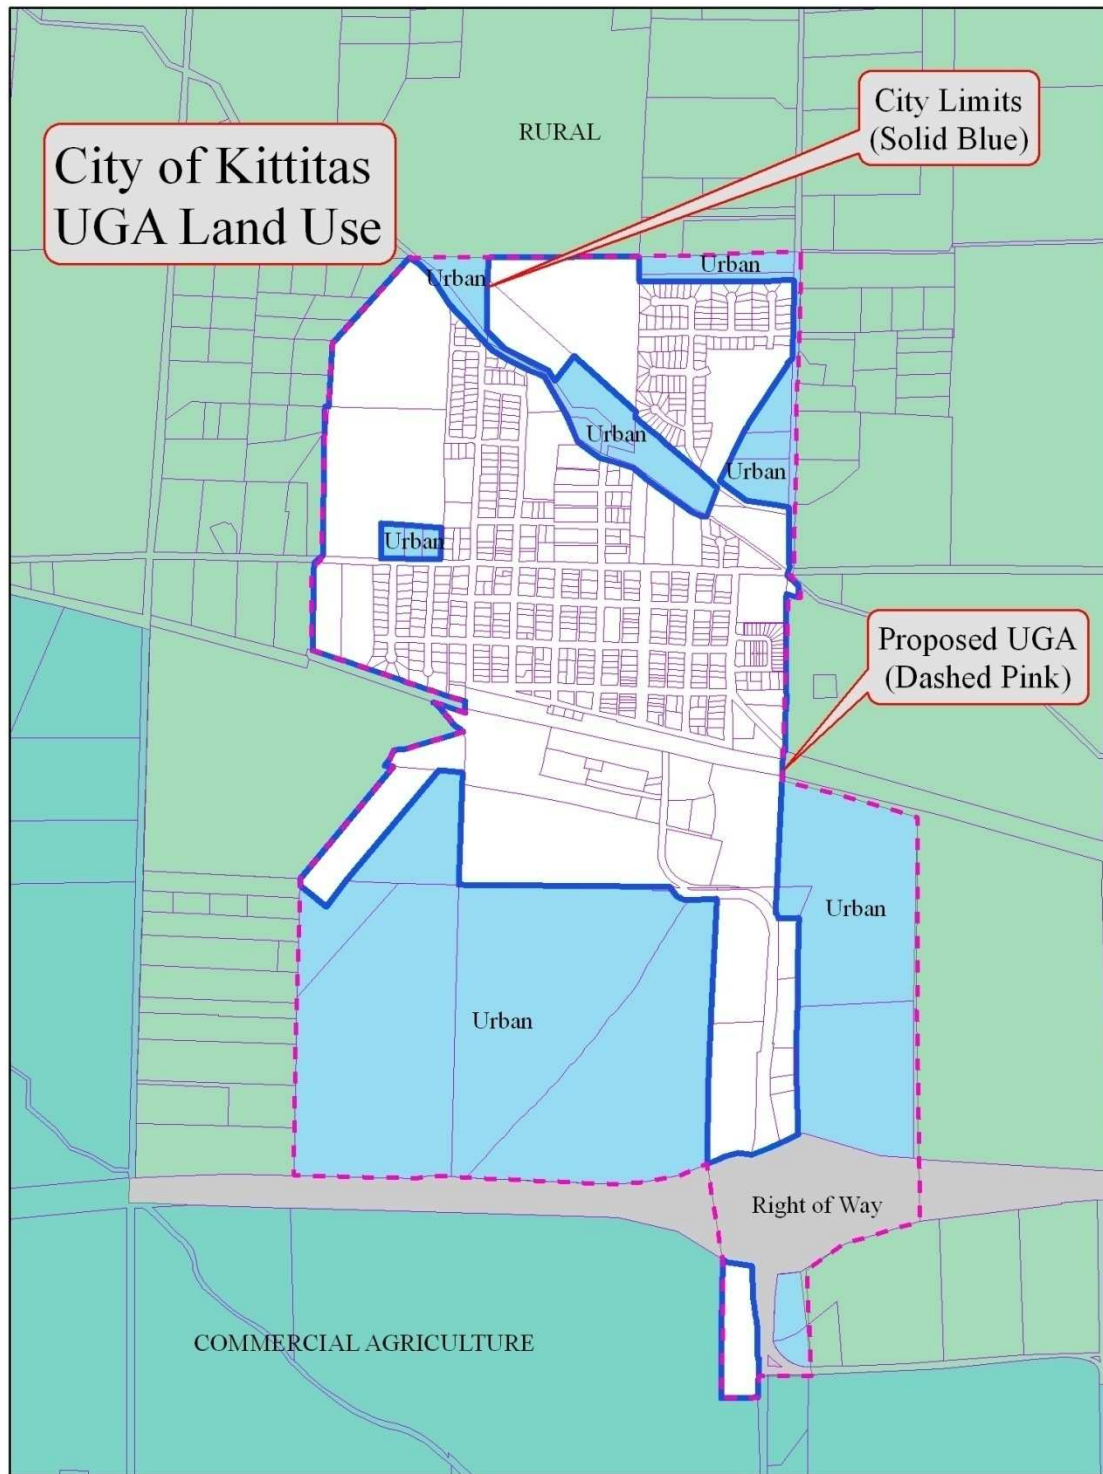 City of Kittitas
UGA Land Use
RURAL
City Limits
(Solid Blue)
Urban
Urban
Urban
Urban
Urban
Proposed UGA
(Dashed Pink)
Urban
Urban
Right of Way
COMMERCIAL AGRICULTURE